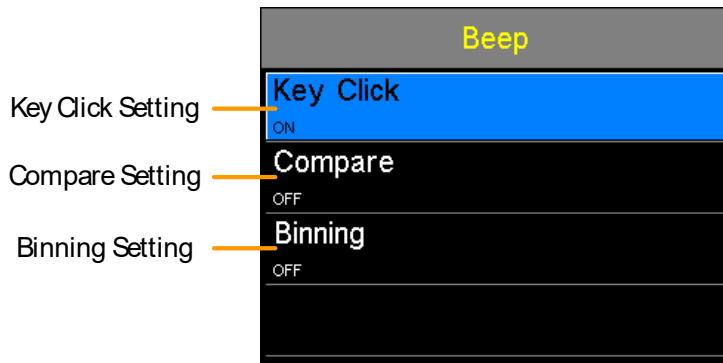 Beep
Key Click Setting
Key Click
ON
Compare Setting
Compare
OFF
Binning Setting
Binning
OFF